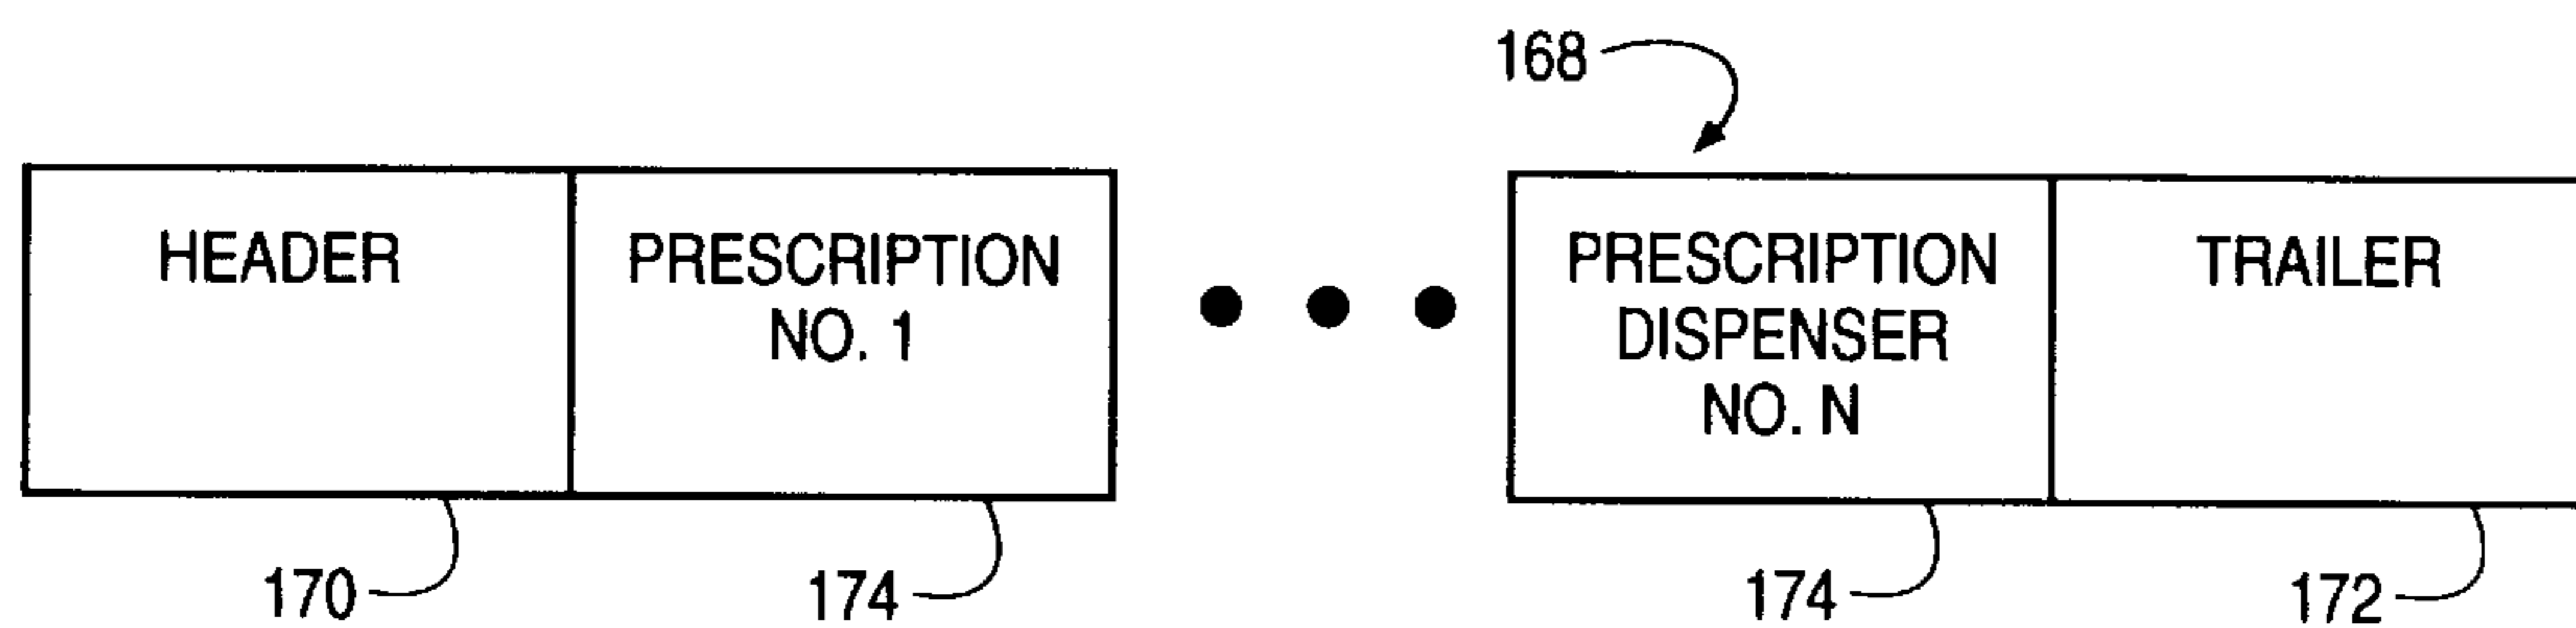 168
HEADER
PRESCRIPTION
NO. 1
PRESCRIPTION
DISPENSER
NO. N
TRAILER
170
174
174
172